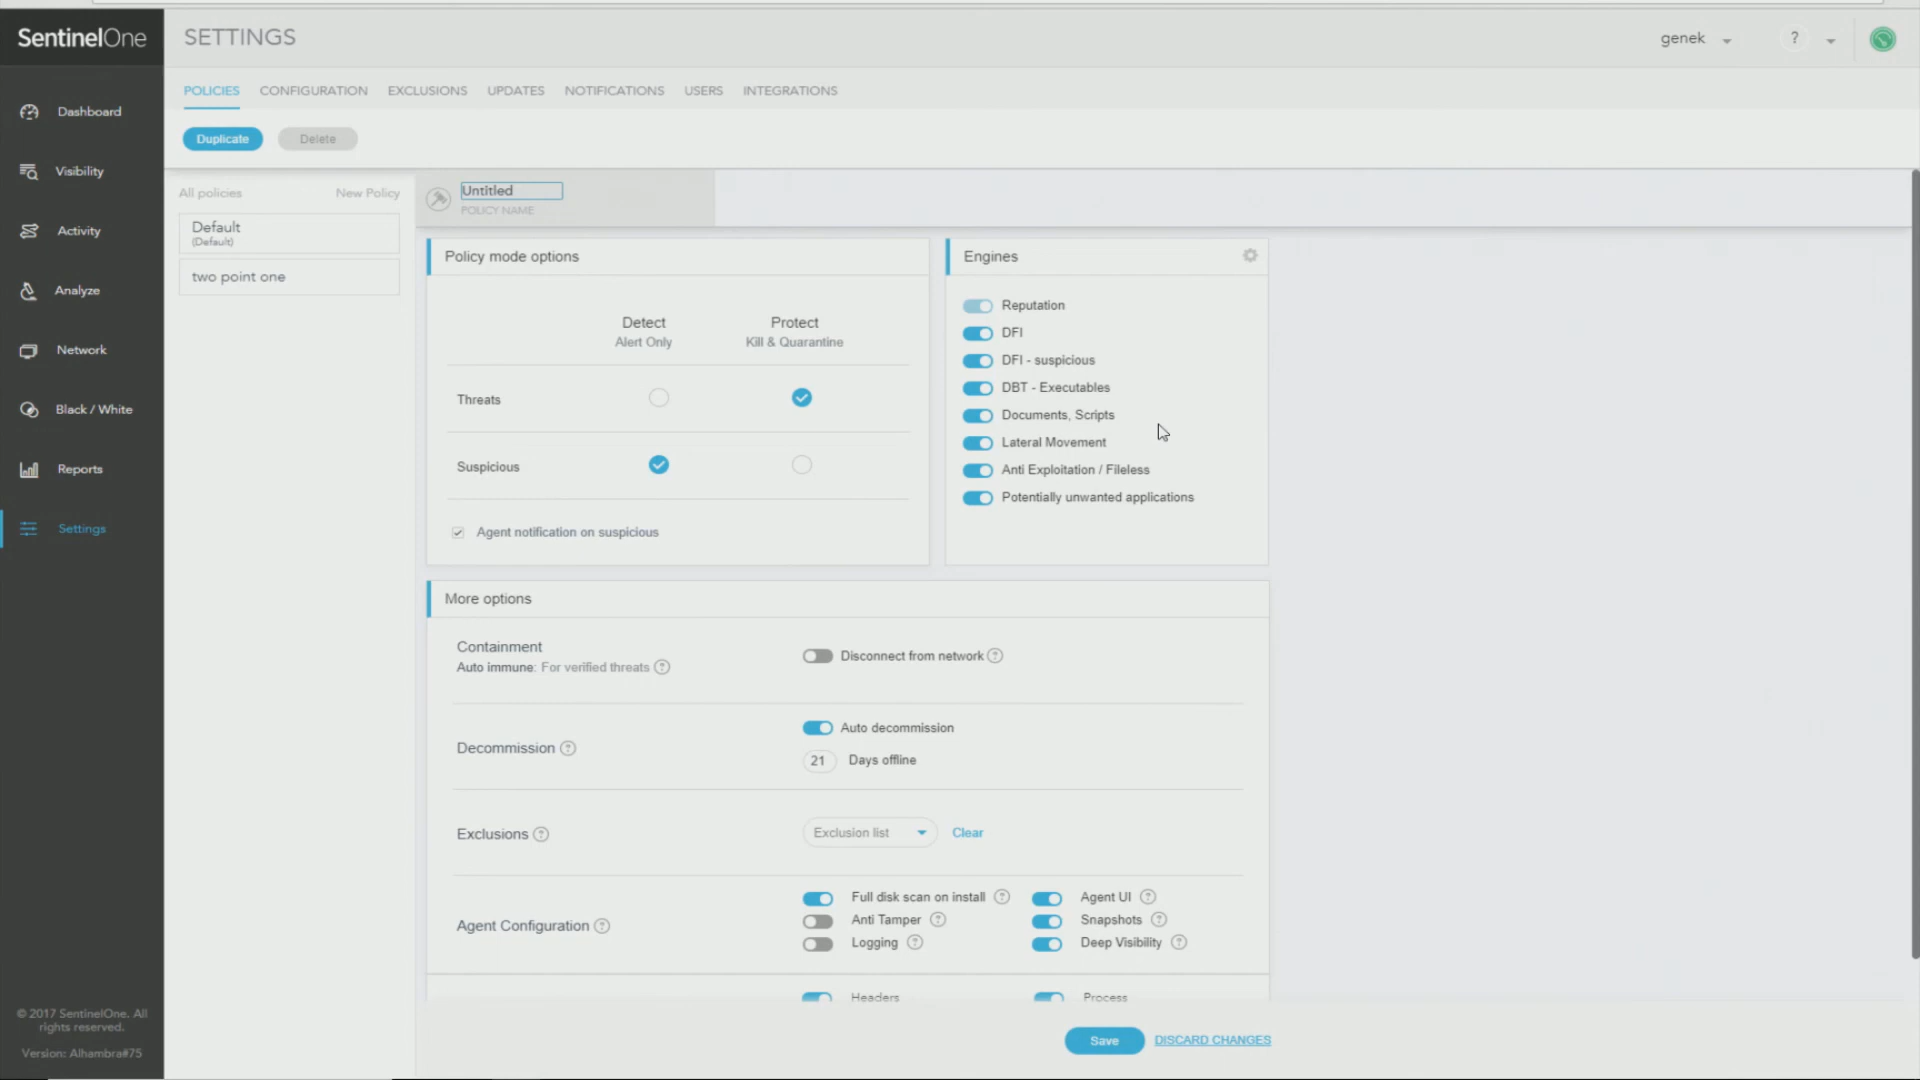 SentinelOne
SETTINGS
genek
?
POLICIES CONFIGURATION EXCLUSIONS UPDATES NOTIFICATIONS USERS INTEGRATIONS
Duplicate Delete
Dashboard
Visibility
Activity
Analyze
Network
Black / White
Reports
Settings
© 2017 SentinelOne. All
rights reserved.
Version: Alhambra#75
All policies New Policy
Default
(Default)
two point one
Untitled
POLICY NAME
Policy mode options
Detect Protect
Alert Only Kill & Quarantine
Threats
Suspicious
Agent notification on suspicious
Engines
Reputation
DFI
DFI - suspicious
DBT - Executables
Documents, Scripts
Lateral Movement
Anti Exploitation / Fileless
Potentially unwanted applications
More options
Containment
Auto immune: For verified threats ?
Disconnect from network ?
Decommission ?
Auto decommission
21 Days offline
Exclusions ?
Exclusion list Clear
Agent Configuration ?
Full disk scan on install ? Agent UI ?
Anti Tamper ? Snapshots ?
Logging ? Deep Visibility ?
Headers Process
Save DISCARD CHANGES